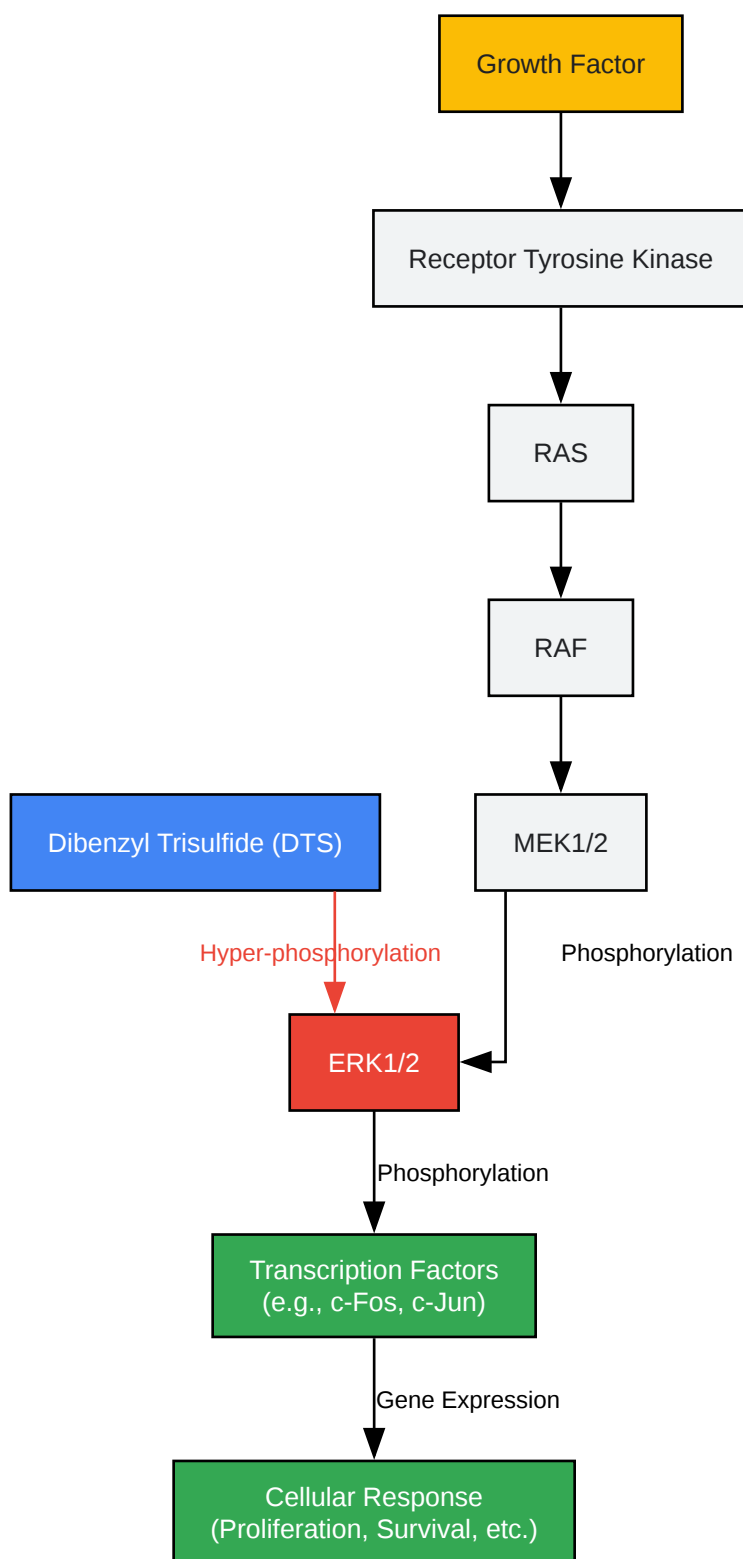 Growth Factor
Receptor Tyrosine Kinase
RAS
RAF
Dibenzyl Trisulfide (DTS)
MEK1/2
Hyper-phosphorylation
Phosphorylation
ERK1/2
Phosphorylation
Transcription Factors
(e.g., c-Fos, c-Jun)
Gene Expression
Cellular Response
(Proliferation, Survival, etc.)